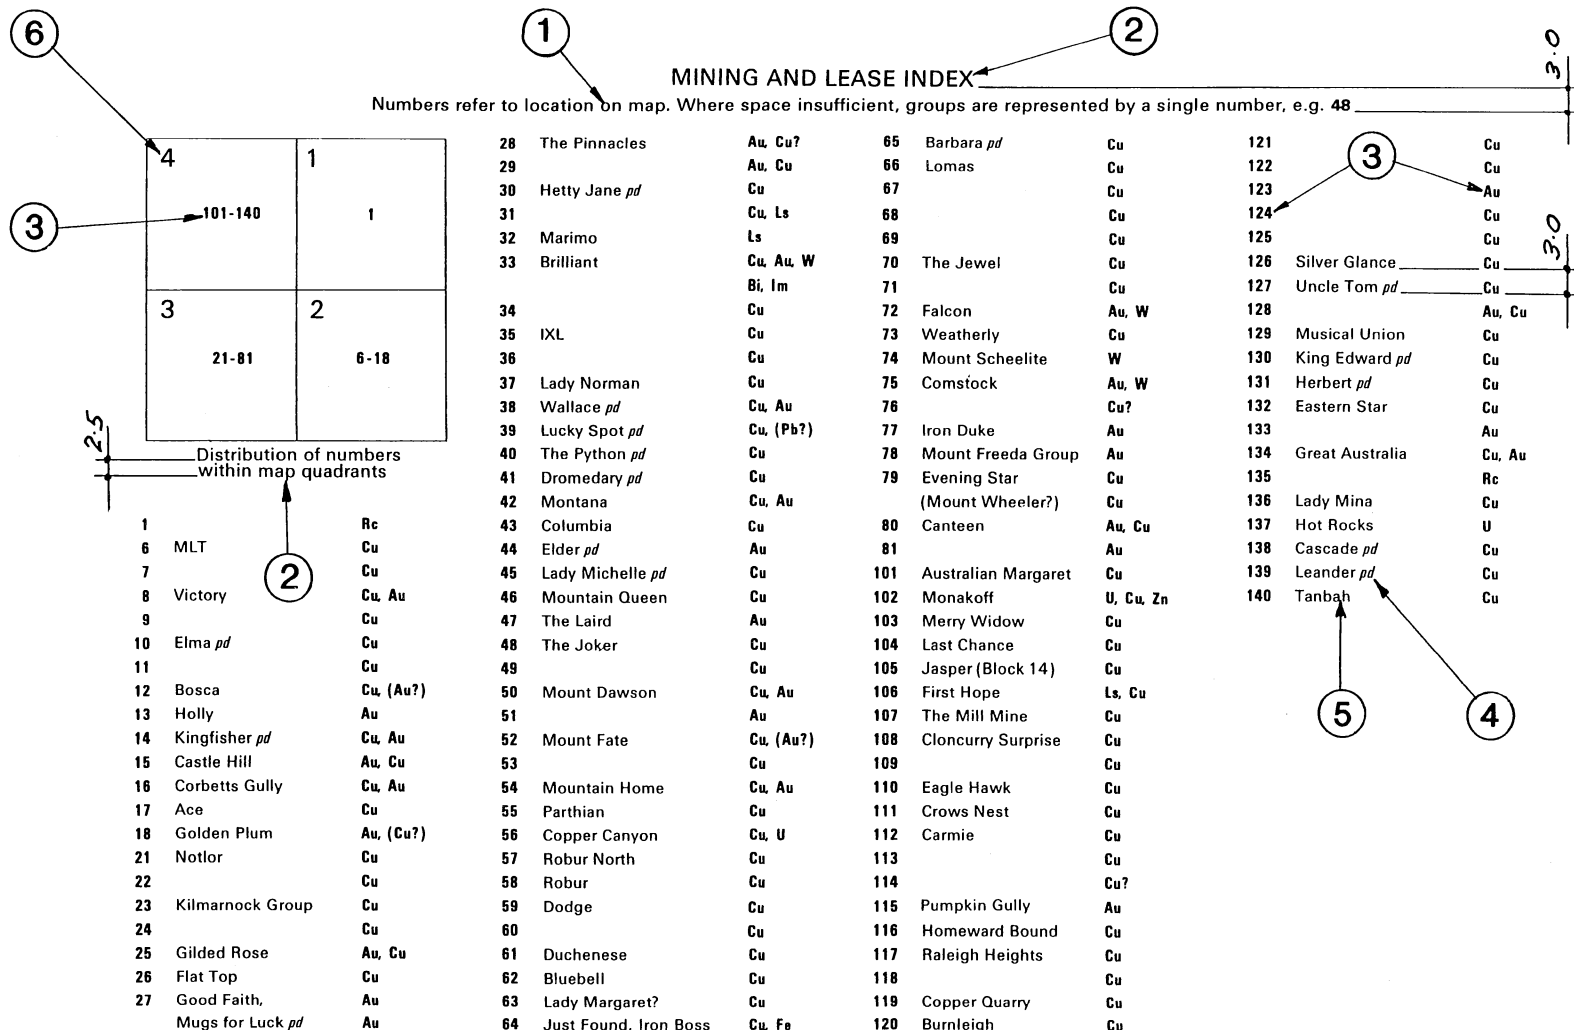 6
1
2
MINING AND LEASE INDEX
3.0
Numbers refer to location on map. Where space insufficient, groups are represented by a single number, e.g. 48
4
1
3
101-140
1
3
2
21-81
6-18
2.5
Distribution of numbers
within map quadrants
2
1 Rc
6 MLT Cu
7 Cu
8 Victory Cu, Au
9 Cu
10 Elma pd Cu
11 Cu
12 Bosca Cu, (Au?)
13 Holly Au
14 Kingfisher pd Cu, Au
15 Castle Hill Au, Cu
16 Corbetts Gully Cu, Au
17 Ace Cu
18 Golden Plum Au, (Cu?)
21 Notlor Cu
22 Cu
23 Kilmarnock Group Cu
24 Cu
25 Gilded Rose Au, Cu
26 Flat Top Cu
27 Good Faith, Au
Mugs for Luck pd Au
28 The Pinnacles Au, Cu?
29 Au, Cu
30 Hetty Jane pd Cu
31 Cu, Ls
32 Marimo Ls
33 Brilliant Cu, Au, W
Bi, Im
34 Cu
35 IXL Cu
36 Cu
37 Lady Norman Cu
38 Wallace pd Cu, Au
39 Lucky Spot pd Cu, (Pb?)
40 The Python pd Cu
41 Dromedary pd Cu
42 Montana Cu, Au
43 Columbia Cu
44 Elder pd Au
45 Lady Michelle pd Cu
46 Mountain Queen Cu
47 The Laird Au
48 The Joker Cu
49 Cu
50 Mount Dawson Cu, Au
51 Au
52 Mount Fate Cu, (Au?)
53 Cu
54 Mountain Home Cu, Au
55 Parthian Cu
56 Copper Canyon Cu, U
57 Robur North Cu
58 Robur Cu
59 Dodge Cu
60 Cu
61 Duchenese Cu
62 Bluebell Cu
63 Lady Margaret? Cu
64 Just Found, Iron Boss Cu, Fe
65 Barbara pd Cu
66 Lomas Cu
67 Cu
68 Cu
69 Cu
70 The Jewel Cu
71 Cu
72 Falcon Au, W
73 Weatherly Cu
74 Mount Scheelite W
75 Comstock Au, W
76 Cu?
77 Iron Duke Au
78 Mount Freeda Group Au
79 Evening Star Cu
(Mount Wheeler?) Cu
80 Canteen Au, Cu
81 Au
101 Australian Margaret Cu
102 Monakoff U, Cu, Zn
103 Merry Widow Cu
104 Last Chance Cu
105 Jasper (Block 14) Cu
106 First Hope Ls, Cu
107 The Mill Mine Cu
108 Cloncurry Surprise Cu
109 Cu
110 Eagle Hawk Cu
111 Crows Nest Cu
112 Carmie Cu
113 Cu
114 Cu?
115 Pumpkin Gully Au
116 Homeward Bound Cu
117 Raleigh Heights Cu
118 Cu
119 Copper Quarry Cu
120 Burnleigh Cu
121 Cu
122 Cu
3
123 Au
124 Cu
125 Cu
3.0
126 Silver Glance Cu
127 Uncle Tom pd Cu
128 Au, Cu
129 Musical Union Cu
130 King Edward pd Cu
131 Herbert pd Cu
132 Eastern Star Cu
133 Au
134 Great Australia Cu, Au
135 Rc
136 Lady Mina Cu
137 Hot Rocks U
138 Cascade pd Cu
139 Leander pd Cu
140 Tanbah Cu
5
4